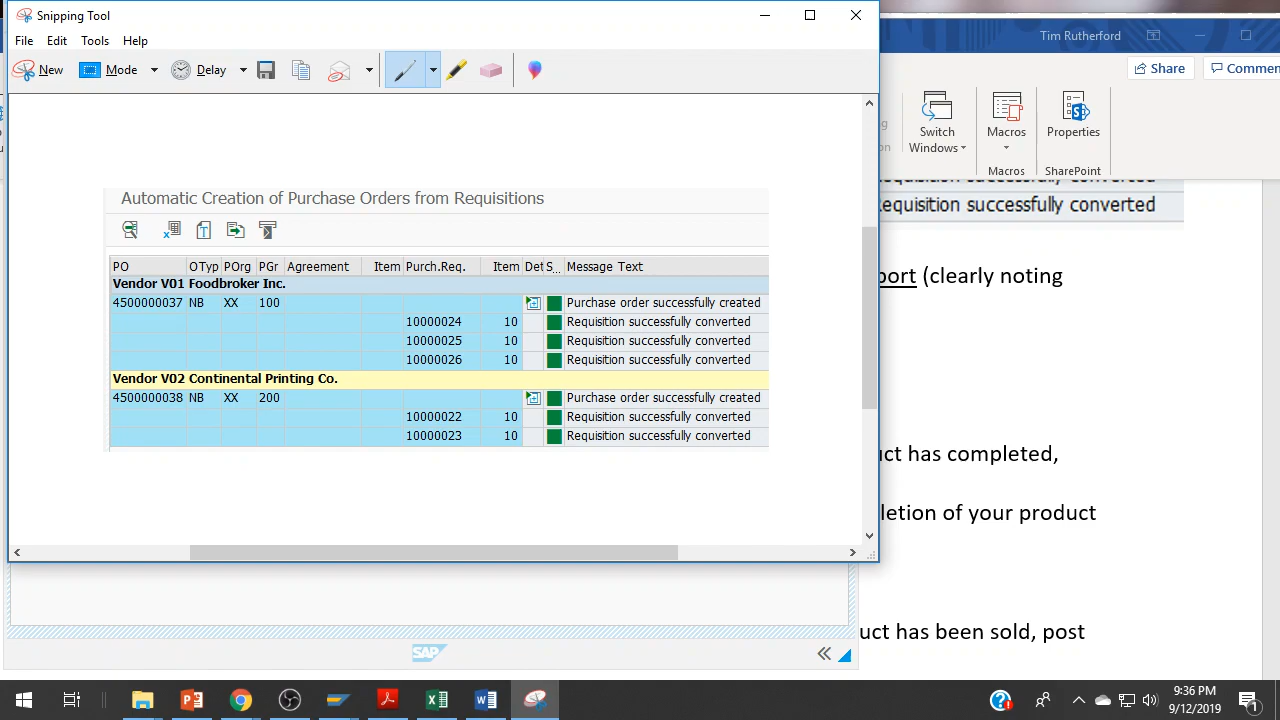 Snipping Tool
Tim Rutherford
File Edit Tools Help
New Mode Delay
Share Commen
Switch Windows
Macros
Properties
Macros SharePoint
Requisition successfully converted
port (clearly noting
Automatic Creation of Purchase Orders from Requisitions
PO OTyp POrg PGr Agreement Item Purch.Req. Item Det S... Message Text
Vendor V01 Foodbroker Inc.
4500000037 NB XX 100 Purchase order successfully created
10000024 10 Requisition successfully converted
10000025 10 Requisition successfully converted
10000026 10 Requisition successfully converted
Vendor V02 Continental Printing Co.
4500000038 NB XX 200 Purchase order successfully created
10000022 10 Requisition successfully converted
10000023 10 Requisition successfully converted
uct has completed,
letion of your product
uct has been sold, post
SAP
9:36 PM
9/12/2019
1